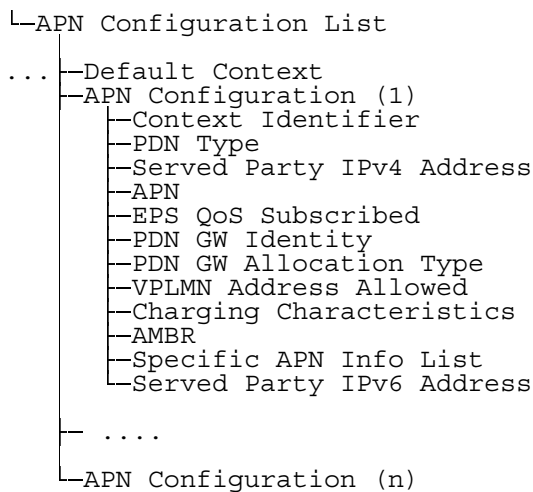 APN Configuration List
... Default Context
APN Configuration (1)
Context Identifier
PDN Type
Served Party IPv4 Address
APN
EPS QoS Subscribed
PDN GW Identity
PDN GW Allocation Type
VPLMN Address Allowed
Charging Characteristics
AMBR
Specific APN Info List
Served Party IPv6 Address
....
APN Configuration (n)